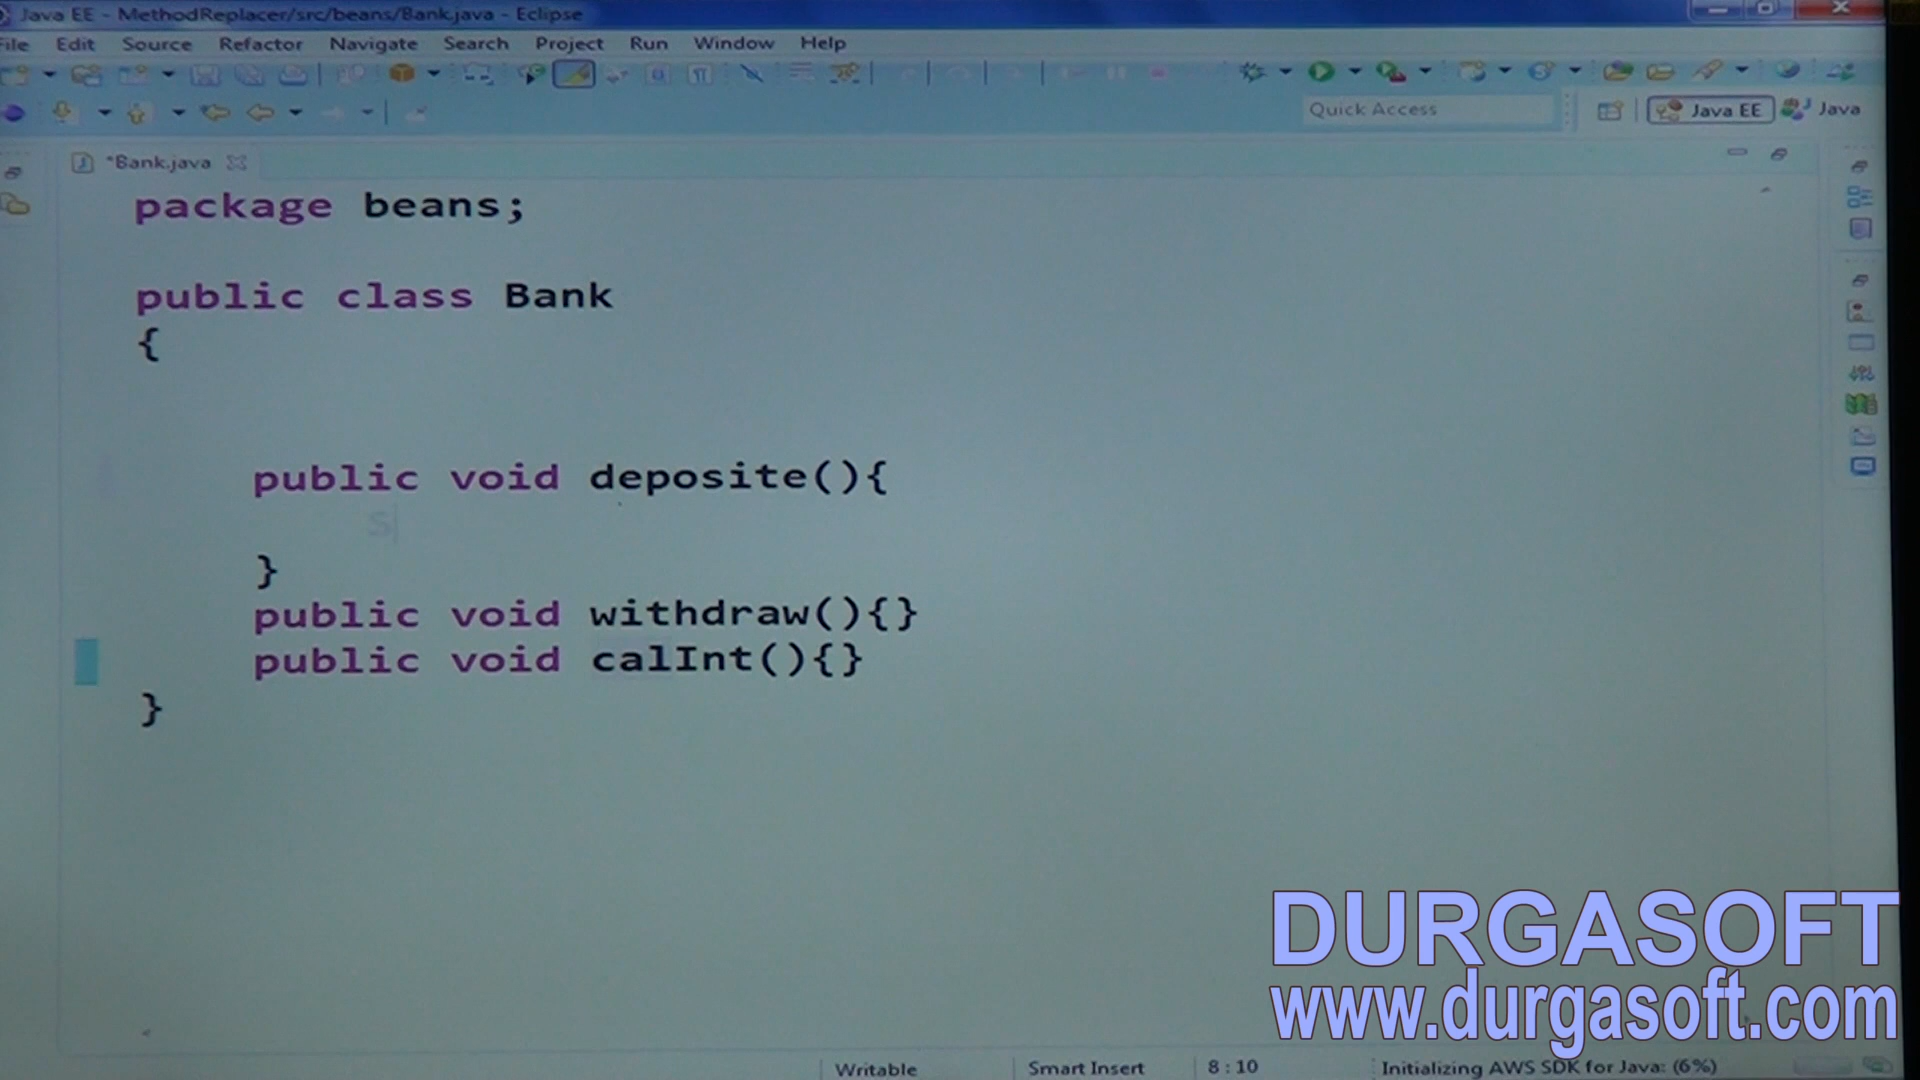 Java EE - MethodReplacer/src/beans/Bank.java - Eclipse
File Edit Source Refactor Navigate Search Project Run Window Help
Quick Access
Java EE
Java
*Bank.java
package beans;
public class Bank
{
public void deposite(){
S
}
public void withdraw(){}
public void calInt(){}
}
DURGASOFT
www.durgasoft.com
Writable
Smart Insert
8 : 10
Initializing AWS SDK for Java: (6%)